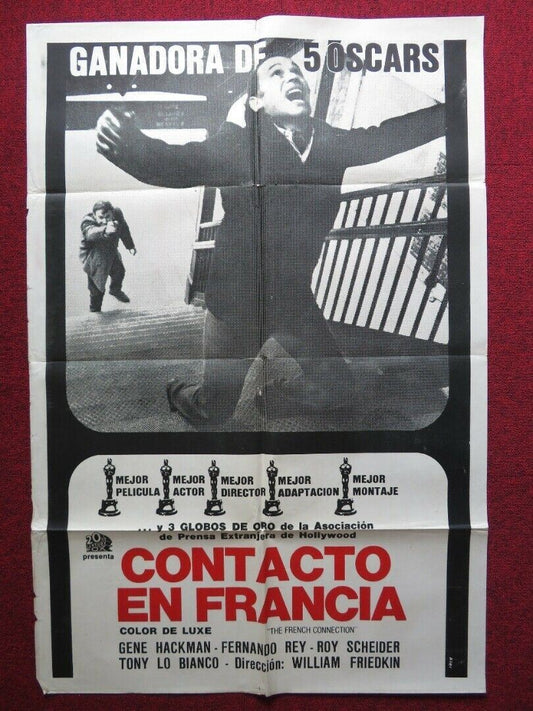 GANADORA DE 5 OSCARS
MEJOR PELICULA
MEJOR ACTOR
MEJOR DIRECTOR
MEJOR ADAPTACION
MEJOR MONTAJE
... y 3 GLOBOS DE ORO de la Asociación
de Prensa Extranjera de Hollywood
presenta
CONTACTO
EN FRANCIA
COLOR DE LUXE "THE FRENCH CONNECTION"
GENE HACKMAN - FERNANDO REY - ROY SCHEIDER
TONY LO BIANCO - Dirección: WILLIAM FRIEDKIN